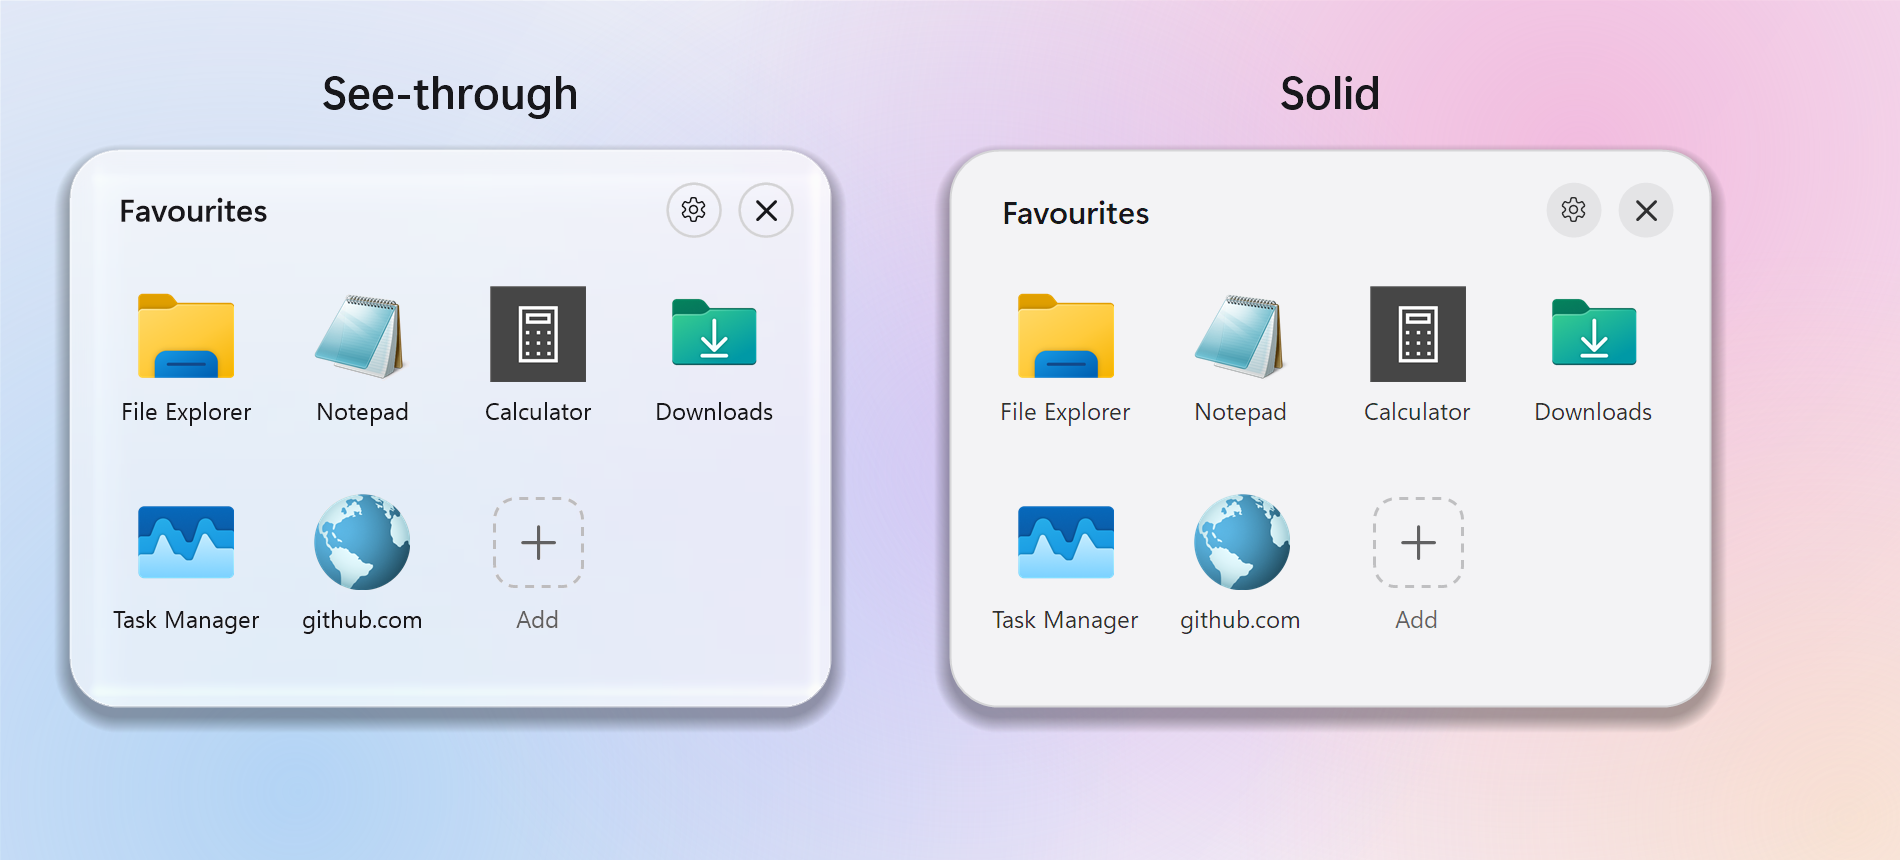 See-through
Solid
Favourites
File Explorer
Notepad
Calculator
Downloads
Task Manager
github.com
Add
Favourites
File Explorer
Notepad
Calculator
Downloads
Task Manager
github.com
Add